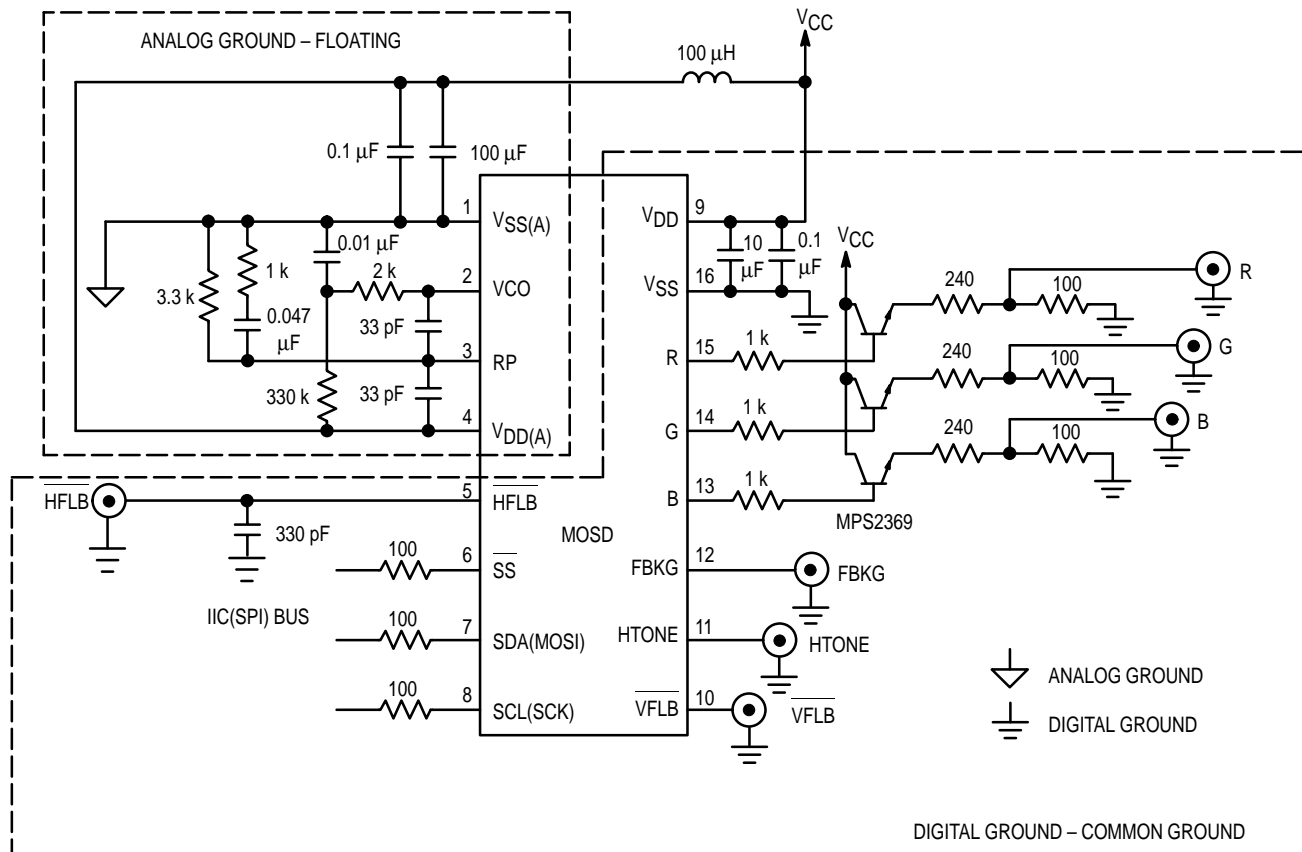 VCC
ANALOG GROUND – FLOATING
100 µH
0.1 µF
100 µF
1
VSS(A)
VDD
9
0.01 µF
10 µF
0.1 µF
VCC
1 k
2 k
2
VCO
VSS
16
240
100
R
3.3 k
0.047 µF
33 pF
3
RP
R
15
1 k
240
100
G
330 k
33 pF
4
VDD(A)
G
14
1 k
240
100
B
HFLB
5
HFLB
B
13
1 k
MPS2369
330 pF
MOSD
100
6
SS
FBKG
12
FBKG
IIC(SPI) BUS
100
7
SDA(MOSI)
HTONE
11
HTONE
ANALOG GROUND
100
8
SCL(SCK)
VFLB
10
VFLB
DIGITAL GROUND
DIGITAL GROUND – COMMON GROUND